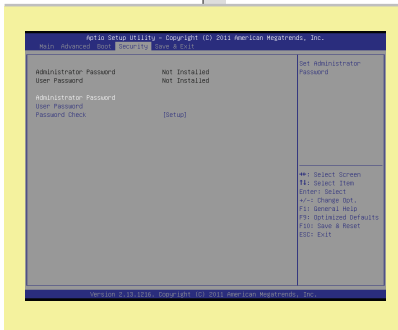 Aptio Setup Utility - Copyright (C) 2011 American Megatrends, Inc.
Main Advanced Boot Security Save & Exit
Administrator Password Not Installed
User Password Not Installed
Administrator Password
User Password
Password Check [Setup]
Set Administrator
Password
→←: Select Screen
↑↓: Select Item
Enter: Select
+/-: Change Opt.
F1: General Help
F9: Optimized Defaults
F10: Save & Reset
ESC: Exit
Version 2.13.1216. Copyright (C) 2011 American Megatrends, Inc.